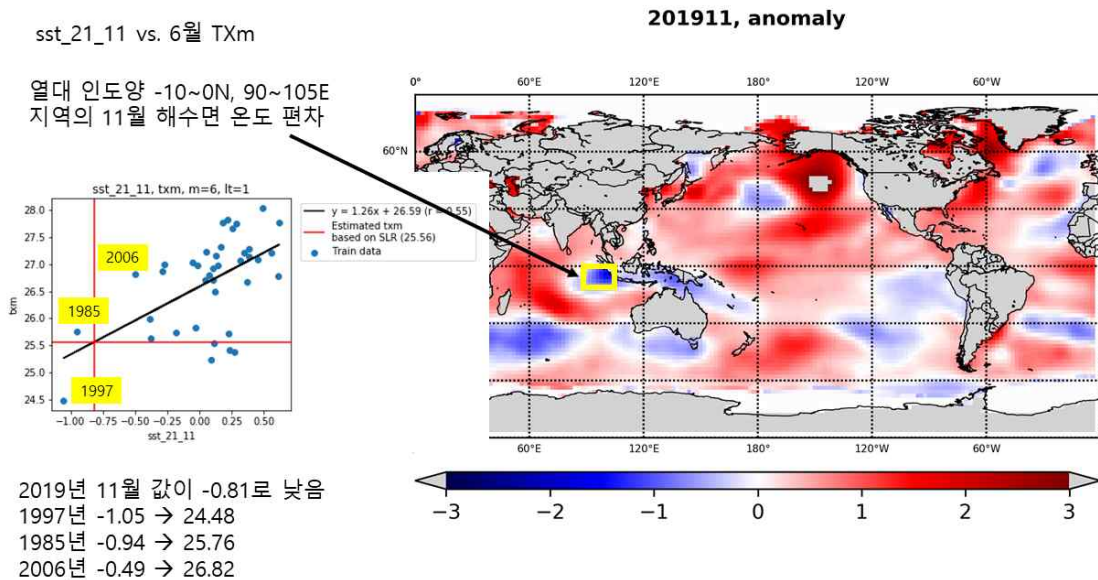 sst_21_11 vs. 6월 TXm
열대 인도양 -10~0N, 90~105E
지역의 11월 해수면 온도 편차
201911, anomaly
0° 60°E 120°E 180° 120°W 60°W
60°N
60°E 120°E 180° 120°W 60°W
−3 −2 −1 0 1 2 3
sst_21_11, txm, m=6, lt=1
28.0
27.5
27.0
26.5
26.0
25.5
25.0
24.5
txm
2006
1985
1997
−1.00 −0.75 −0.50 −0.25 0.00 0.25 0.50
sst_21_11
y = 1.26x + 26.59 (r = 0.55)
Estimated txm
based on SLR (25.56)
Train data
2019년 11월 값이 -0.81로 낮음
1997년 -1.05 → 24.48
1985년 -0.94 → 25.76
2006년 -0.49 → 26.82